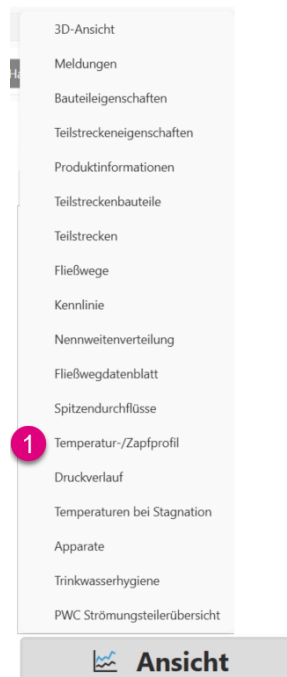 3D-Ansicht
Meldungen
Bauteileigenschaften
Teilstreckeneigenschaften
Produktinformationen
Teilstreckenbauteile
Teilstrecken
Fließwege
Kennlinie
Nennweitenverteilung
Fließwegdatenblatt
Spitzendurchflüsse
1 Temperatur-/Zapfprofil
Druckverlauf
Temperaturen bei Stagnation
Apparate
Trinkwasserhygiene
PWC Strömungsteilerübersicht
Ansicht